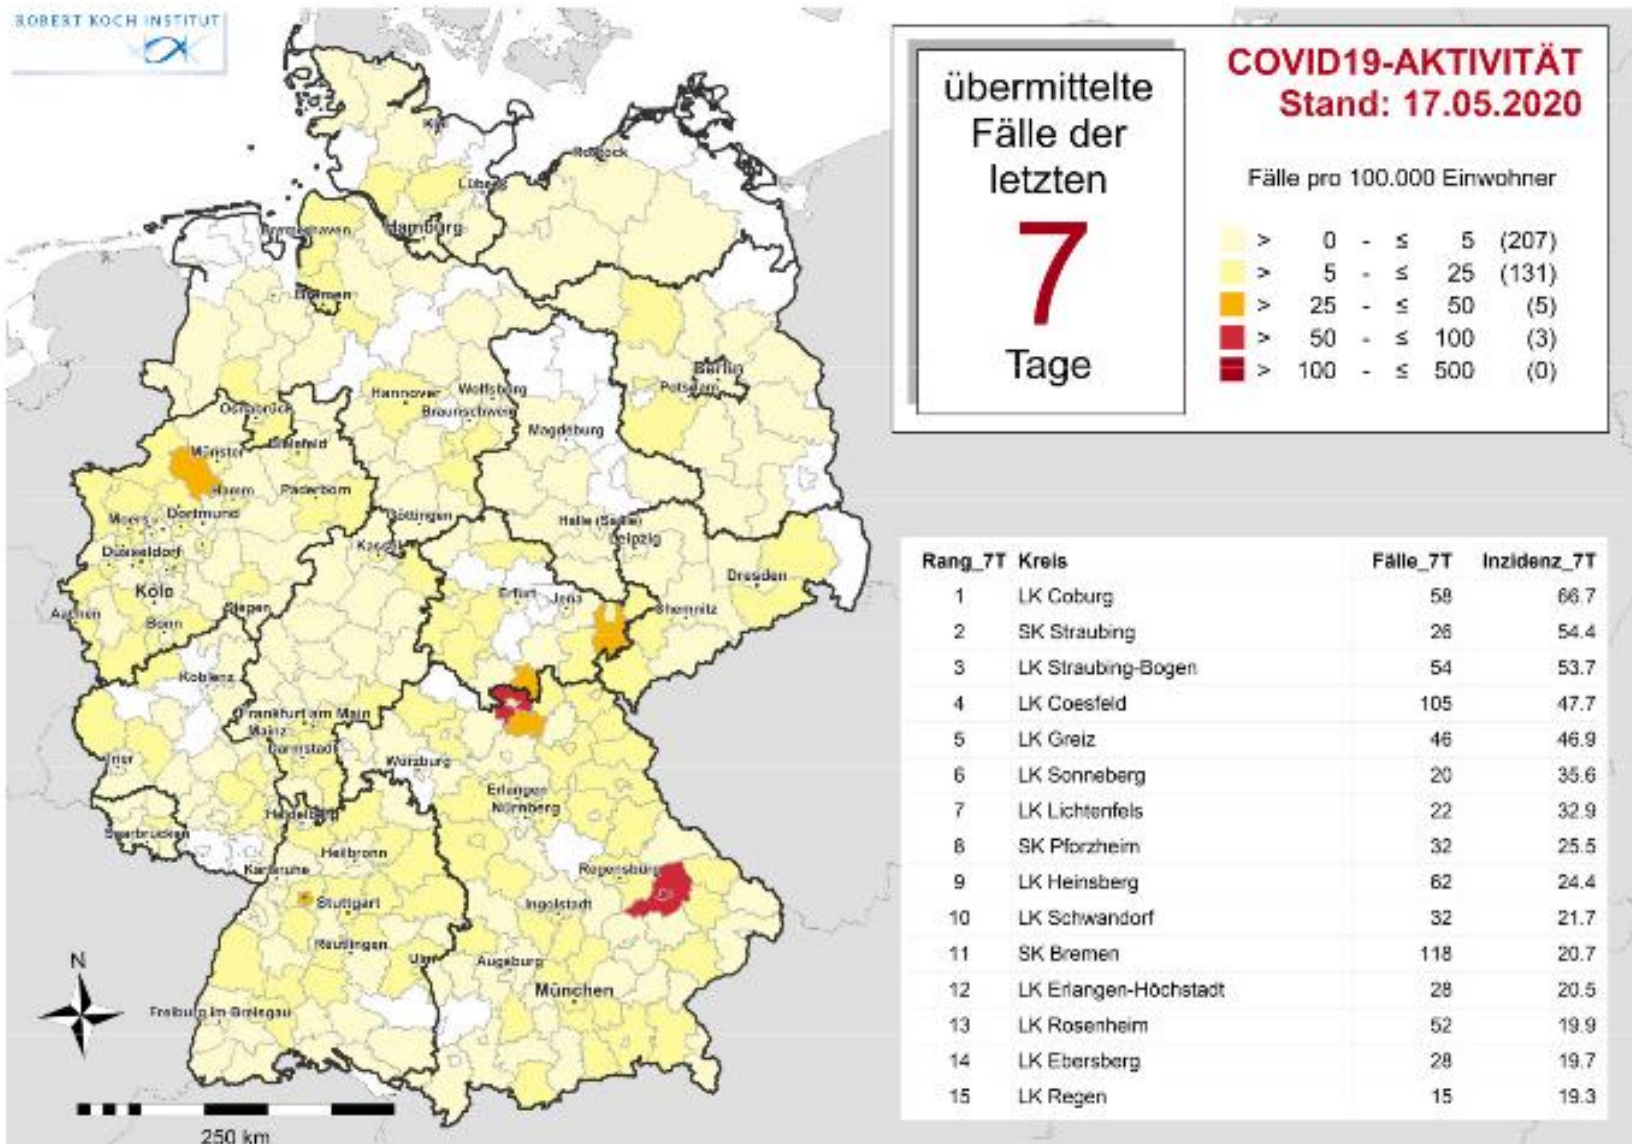 ROBERT KOCH INSTITUT
übermittelte
Fälle der
letzten
7
Tage
COVID19-AKTIVITÄT
Stand: 17.05.2020
Fälle pro 100.000 Einwohner
> 0 - ≤ 5 (207)
> 5 - ≤ 25 (131)
> 25 - ≤ 50 (5)
> 50 - ≤ 100 (3)
> 100 - ≤ 500 (0)
Kiel
Rostock
Lübeck
Bremerhaven
Hamburg
Bremen
Berlin
Potsdam
Hannover
Wolfsburg
Osnabrück
Braunschweig
Magdeburg
Bielefeld
Münster
Hamm
Paderborn
Moers
Dortmund
Göttingen
Halle (Saale)
Leipzig
Düsseldorf
Kassel
Dresden
Köln
Erfurt
Jena
Chemnitz
Aachen
Siegen
Bonn
Koblenz
Frankfurt am Main
Mainz
Darmstadt
Trier
Würzburg
Erlangen
Nürnberg
Heidelberg
Saarbrücken
Heilbronn
Karlsruhe
Regensburg
Stuttgart
Ingolstadt
Reutlingen
Ulm
Augsburg
München
Freiburg im Breisgau
N
250 km
Rang_7T Kreis Fälle_7T Inzidenz_7T
1 LK Coburg 58 66.7
2 SK Straubing 26 54.4
3 LK Straubing-Bogen 54 53.7
4 LK Coesfeld 105 47.7
5 LK Greiz 46 46.9
6 LK Sonneberg 20 35.6
7 LK Lichtenfels 22 32.9
8 SK Pforzheim 32 25.5
9 LK Heinsberg 62 24.4
10 LK Schwandorf 32 21.7
11 SK Bremen 118 20.7
12 LK Erlangen-Höchstadt 28 20.5
13 LK Rosenheim 52 19.9
14 LK Ebersberg 28 19.7
15 LK Regen 15 19.3